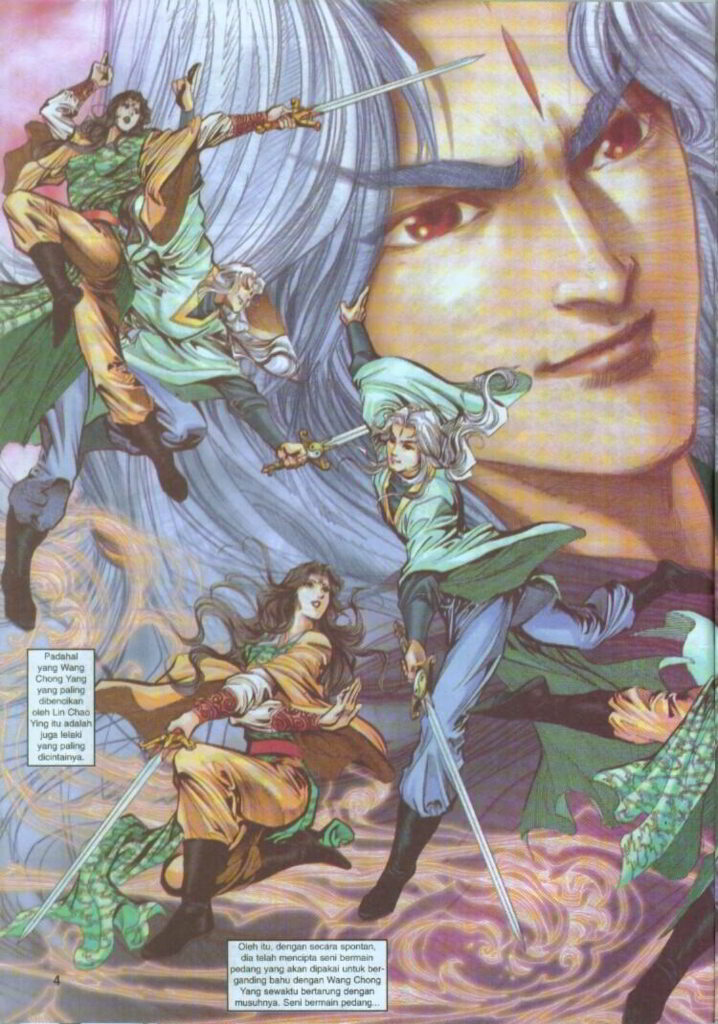 Padahal
yang Wang
Chong Yang
yang paling
dibencikan
oleh Lin Chao
Ying itu adalah
juga lelaki
yang paling
dicintainya.
Oleh itu, dengan secara spontan,
dia telah mencipta seni bermain
pedang yang akan dipakai untuk ber-
ganding bahu dengan Wang Chong
Yang sewaktu bertarung dengan
musuhnya. Seni bermain pedang...
4